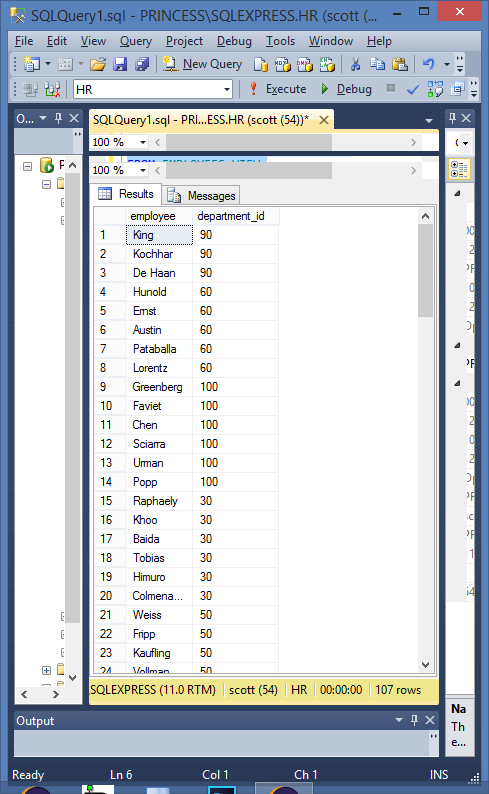 SQLQuery1.sql - PRINCESS\SQLEXPRESS.HR (scott (...
File Edit View Query Project Debug
Tools Window Help
New Query
HR Execute Debug
O...
SQLQuery1.sql - PRI...ESS.HR (scott (54))*
100 %
100 %
Results Messages
employee department_id
1 King 90
2 Kochhar 90
3 De Haan 90
4 Hunold 60
5 Ernst 60
6 Austin 60
7 Pataballa 60
8 Lorentz 60
9 Greenberg 100
10 Faviet 100
11 Chen 100
12 Sciarra 100
13 Urman 100
14 Popp 100
15 Raphaely 30
16 Khoo 30
17 Baida 30
18 Tobias 30
19 Himuro 30
20 Colmena... 30
21 Weiss 50
22 Fripp 50
23 Kaufling 50
24 Vollman 50
SQLEXPRESS (11.0 RTM) scott (54) HR 00:00:00 107 rows
Na
Th
e...
Output
Ready Ln 6 Col 1 Ch 1 INS